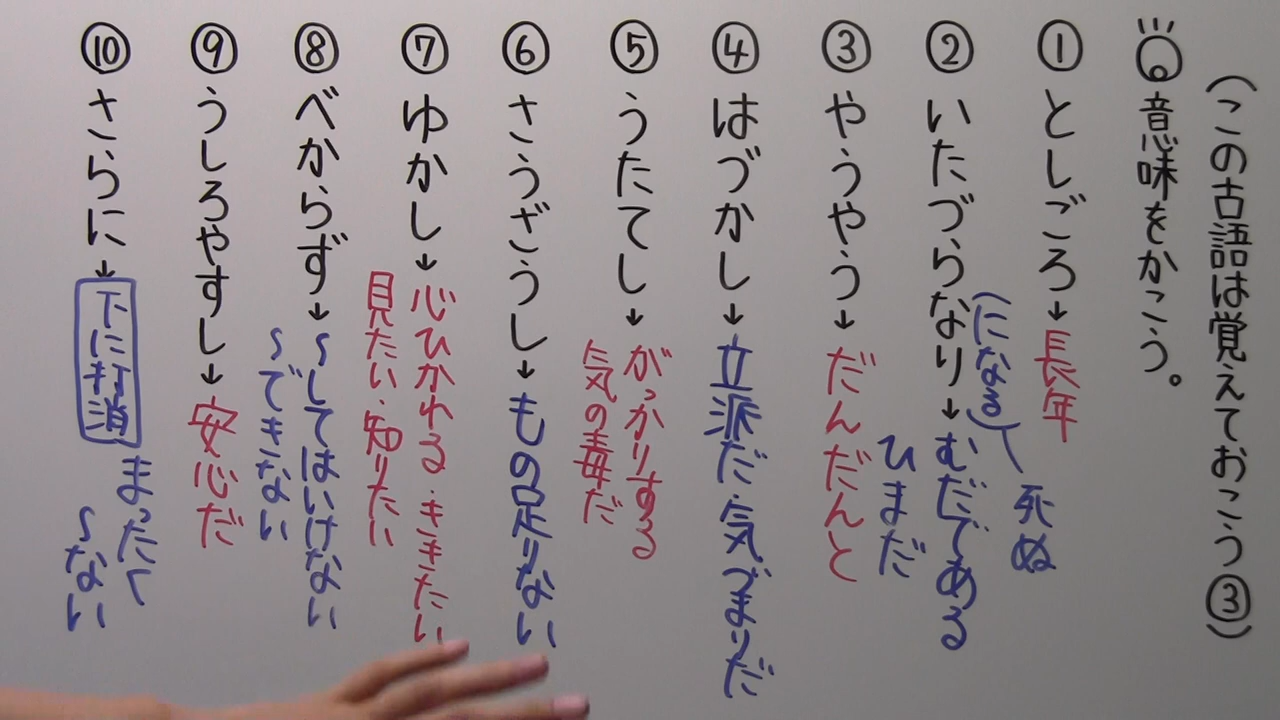 (この古語は覚えておこう③)
意味をかこう。
①としごろ→長年
②いたづらなり→むだである
ひまだ
(になる)
死ぬ
③やうやう→だんだんと
④はづかし→立派だ・気づまりだ
⑤うたてし→がっかりする
気の毒だ
⑥さうざうし→もの足りない
⑦ゆかし→心ひかれる・ききたい
見たい・知りたい
⑧べからず→~してはいけない
~できない
⑨うしろやすし→安心だ
⑩さらに→下に打消
まったく
~ない